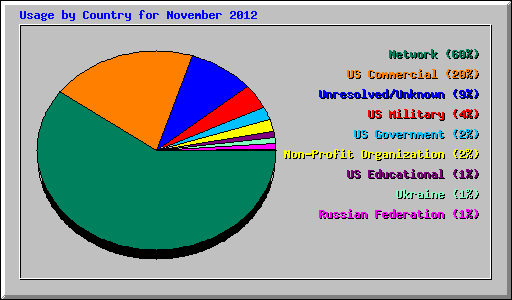 Usage by Country for November 2012
Network (60%)
US Commercial (20%)
Unresolved/Unknown (9%)
US Military (4%)
US Government (2%)
Non-Profit Organization (2%)
US Educational (1%)
Ukraine (1%)
Russian Federation (1%)